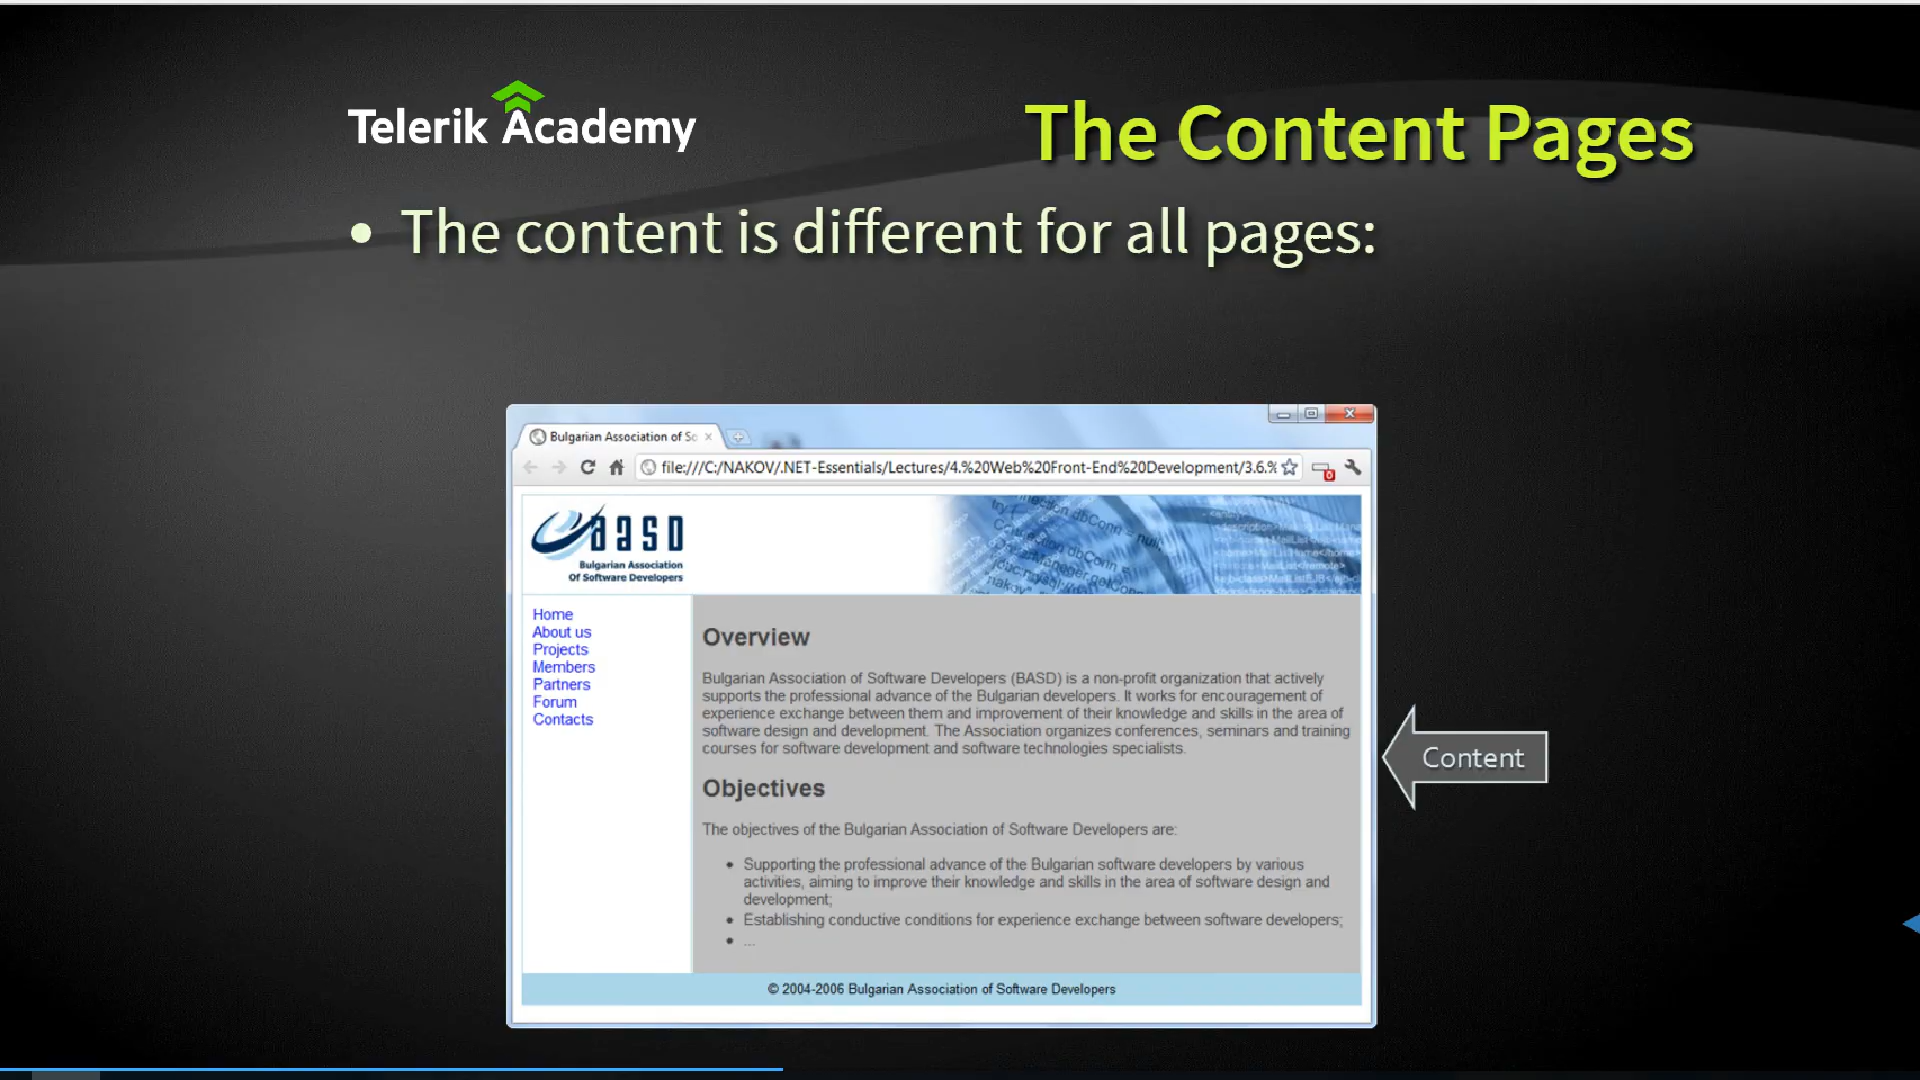 Telerik Academy
The Content Pages
• The content is different for all pages:
Bulgarian Association of So
file:///C:/NAKOV/.NET-Essentials/Lectures/4.%20Web%20Front-End%20Development/3.6.%
BASD
Bulgarian Association
Of Software Developers
Home
About us
Projects
Members
Partners
Forum
Contacts
Overview
Bulgarian Association of Software Developers (BASD) is a non-profit organization that actively
supports the professional advance of the Bulgarian developers. It works for encouragement of
experience exchange between them and improvement of their knowledge and skills in the area of
software design and development. The Association organizes conferences, seminars and training
courses for software development and software technologies specialists.
Objectives
The objectives of the Bulgarian Association of Software Developers are:
• Supporting the professional advance of the Bulgarian software developers by various
activities, aiming to improve their knowledge and skills in the area of software design and
development;
• Establishing conductive conditions for experience exchange between software developers;
• ...
Content
© 2004-2006 Bulgarian Association of Software Developers